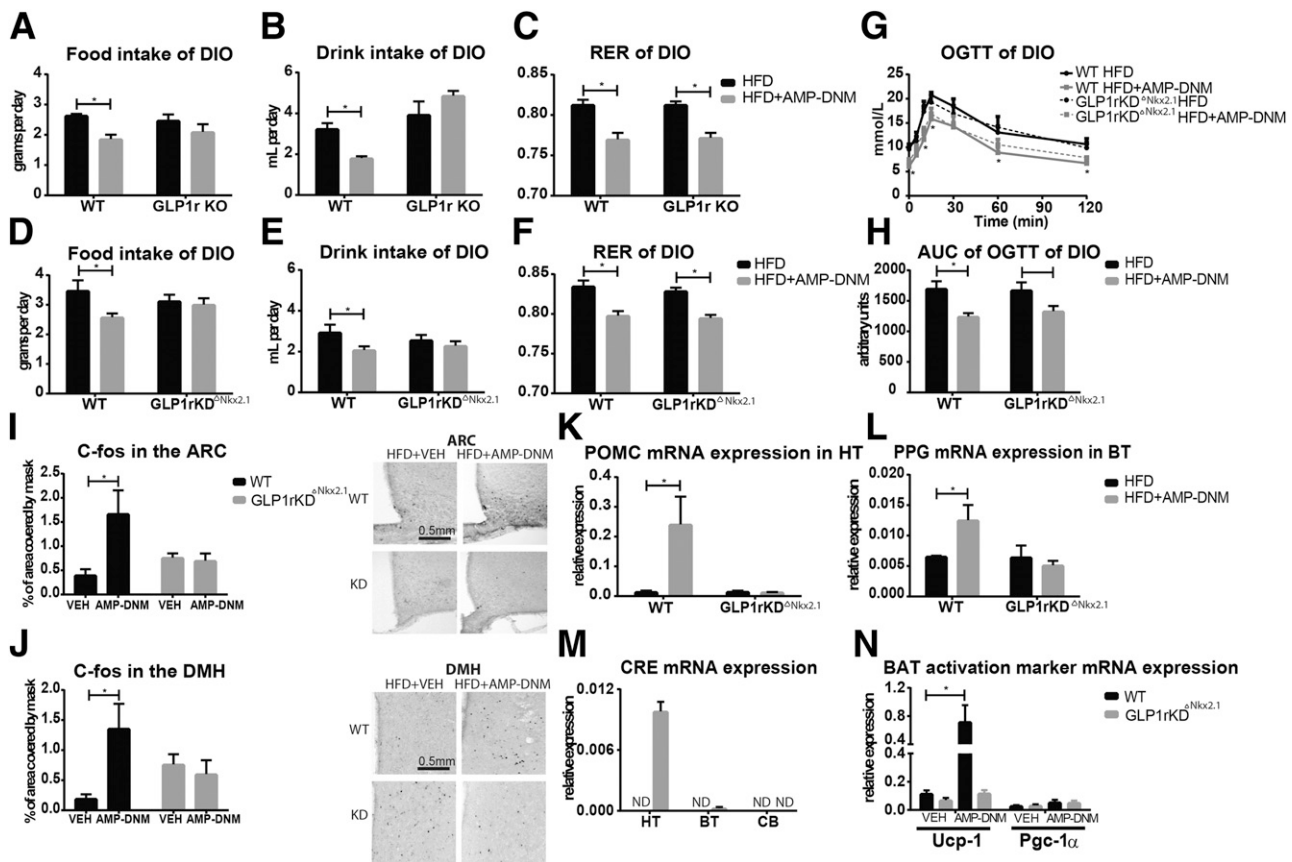 A
Food intake of DIO
grams per day
4
3
2
1
0
*
WT
GLP1r KO
B
Drink intake of DIO
mL per day
6
4
2
0
*
WT
GLP1r KO
C
RER of DIO
0.85
0.80
0.75
0.70
*
*
WT
GLP1r KO
HFD
HFD+AMP-DNM
G
OGTT of DIO
mmol/L
25
20
15
10
5
0
*
*
*
*
*
0
30
60
90
120
Time (min)
WT HFD
WT HFD+AMP-DNM
GLP1rKD△Nkx2.1HFD
GLP1rKD△Nkx2.1 HFD+AMP-DNM
D
Food intake of DIO
grams per day
4
3
2
1
0
*
WT
GLP1rKD△Nkx2.1
E
Drink intake of DIO
mL per day
6
4
2
0
*
WT
GLP1rKD△Nkx2.1
F
RER of DIO
0.85
0.80
0.75
0.70
*
*
WT
GLP1rKD△Nkx2.1
HFD
HFD+AMP-DNM
H
AUC of OGTT of DIO
arbitrary units
2000
1500
1000
500
0
*
WT
GLP1rKD△Nkx2.1
HFD
HFD+AMP-DNM
I
C-fos in the ARC
% of area covered by mask
2.5
2.0
1.5
1.0
0.5
0.0
*
VEH AMP-DNM
VEH AMP-DNM
WT
GLP1rKD△Nkx2.1
ARC
HFD+VEH HFD+AMP-DNM
WT
0.5mm
KD
K
POMC mRNA expression in HT
relative expression
0.4
0.3
0.2
0.1
0.0
*
WT
GLP1rKD△Nkx2.1
L
PPG mRNA expression in BT
relative expression
0.020
0.015
0.010
0.005
0.000
*
WT
GLP1rKD△Nkx2.1
HFD
HFD+AMP-DNM
J
C-fos in the DMH
% of area covered by mask
2.0
1.5
1.0
0.5
0.0
*
VEH AMP-DNM
VEH AMP-DNM
DMH
HFD+VEH HFD+AMP-DNM
WT
0.5mm
KD
M
CRE mRNA expression
relative expression
0.012
0.006
0.000
ND
ND
ND ND
HT
BT
CB
N
BAT activation marker mRNA expression
relative expression
1.2
0.8
0.4
0.2
0.0
*
VEH AMP-DNM
VEH AMP-DNM
Ucp-1
Pgc-1α
WT
GLP1rKD△Nkx2.1